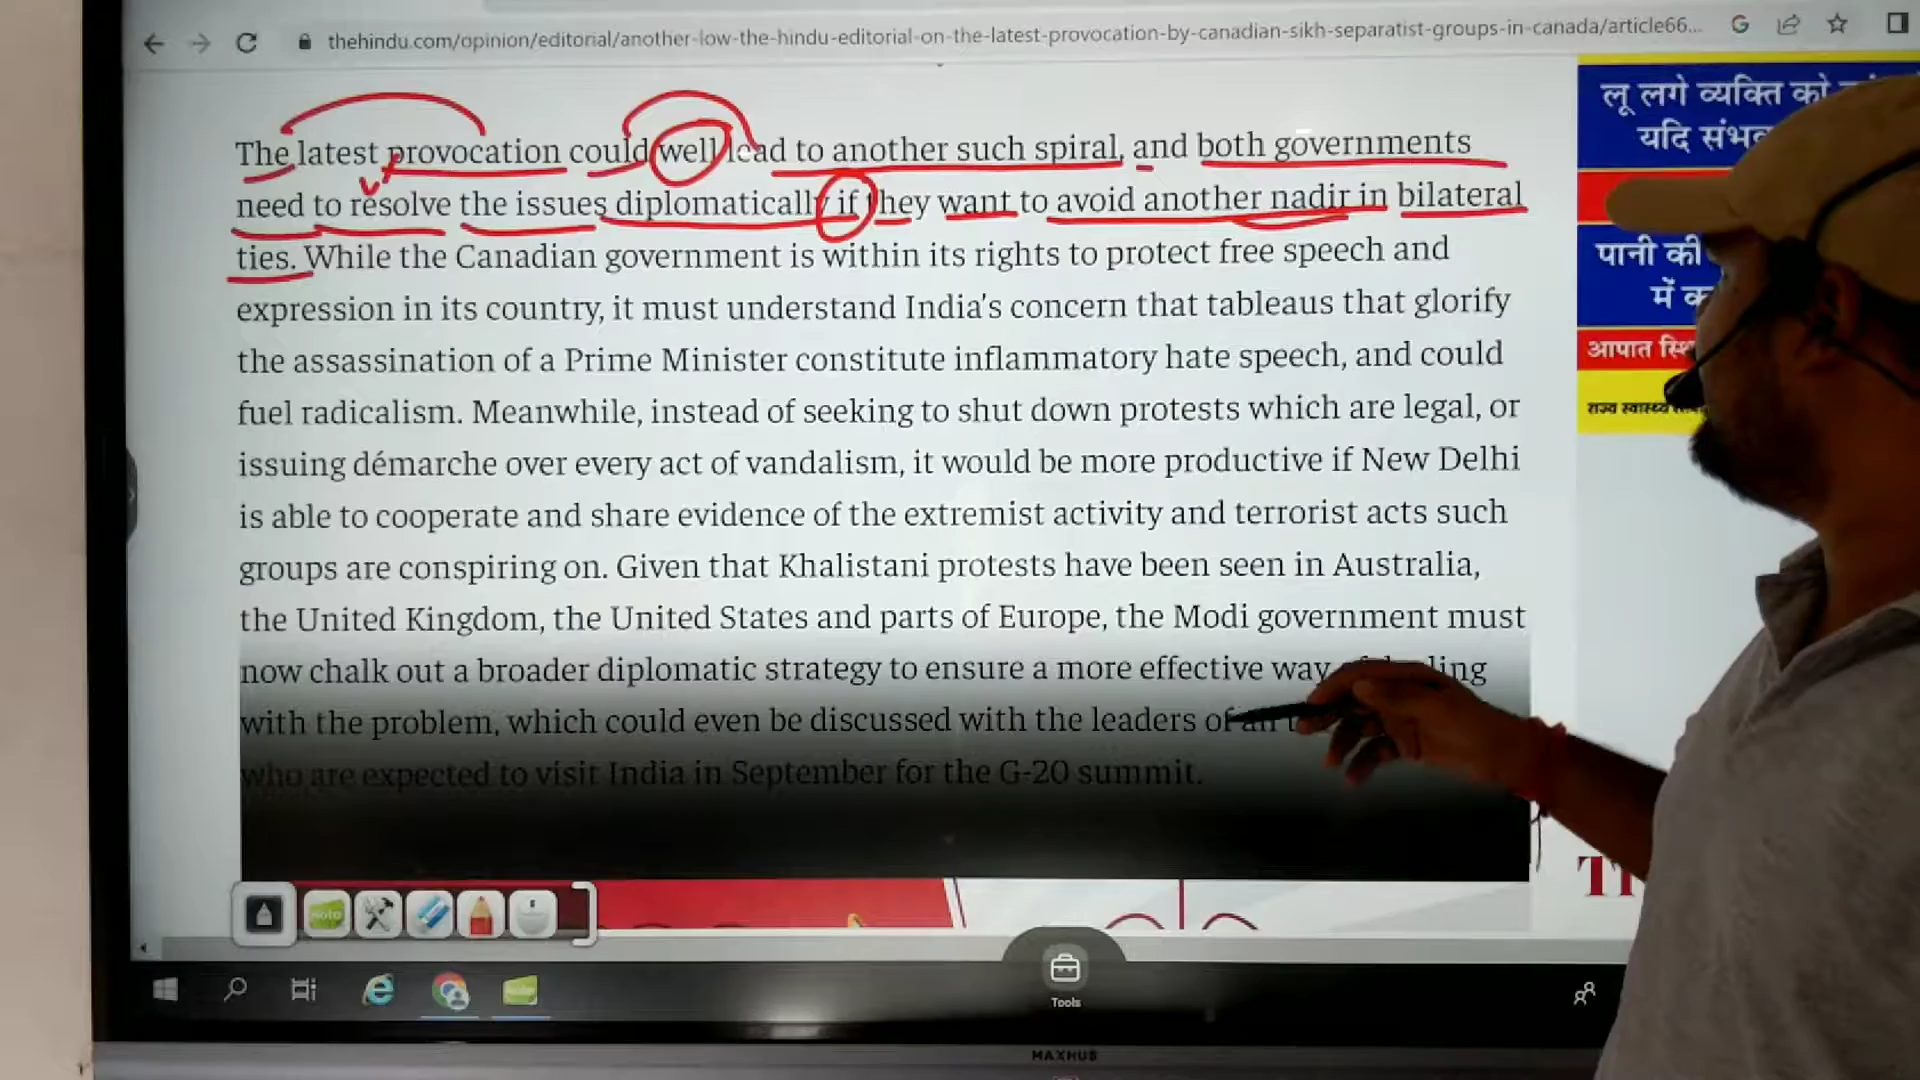 thehindu.com/opinion/editorial/another-low-the-hindu-editorial-on-the-latest-provocation-by-canadian-sikh-separatist-groups-in-canada/article66...
The latest provocation could well lead to another such spiral, and both governments
need to resolve the issues diplomatically if they want to avoid another nadir in bilateral
ties. While the Canadian government is within its rights to protect free speech and
expression in its country, it must understand India's concern that tableaus that glorify
the assassination of a Prime Minister constitute inflammatory hate speech, and could
fuel radicalism. Meanwhile, instead of seeking to shut down protests which are legal, or
issuing démarche over every act of vandalism, it would be more productive if New Delhi
is able to cooperate and share evidence of the extremist activity and terrorist acts such
groups are conspiring on. Given that Khalistani protests have been seen in Australia,
the United Kingdom, the United States and parts of Europe, the Modi government must
now chalk out a broader diplomatic strategy to ensure a more effective way
with the problem, which could even be discussed with the leaders of
who are expected to visit India in September for the G-20 summit.
लू लगे व्यक्ति को
यदि
पानी की
में
आपात
राज्य
Note
Tools
MAXHUB